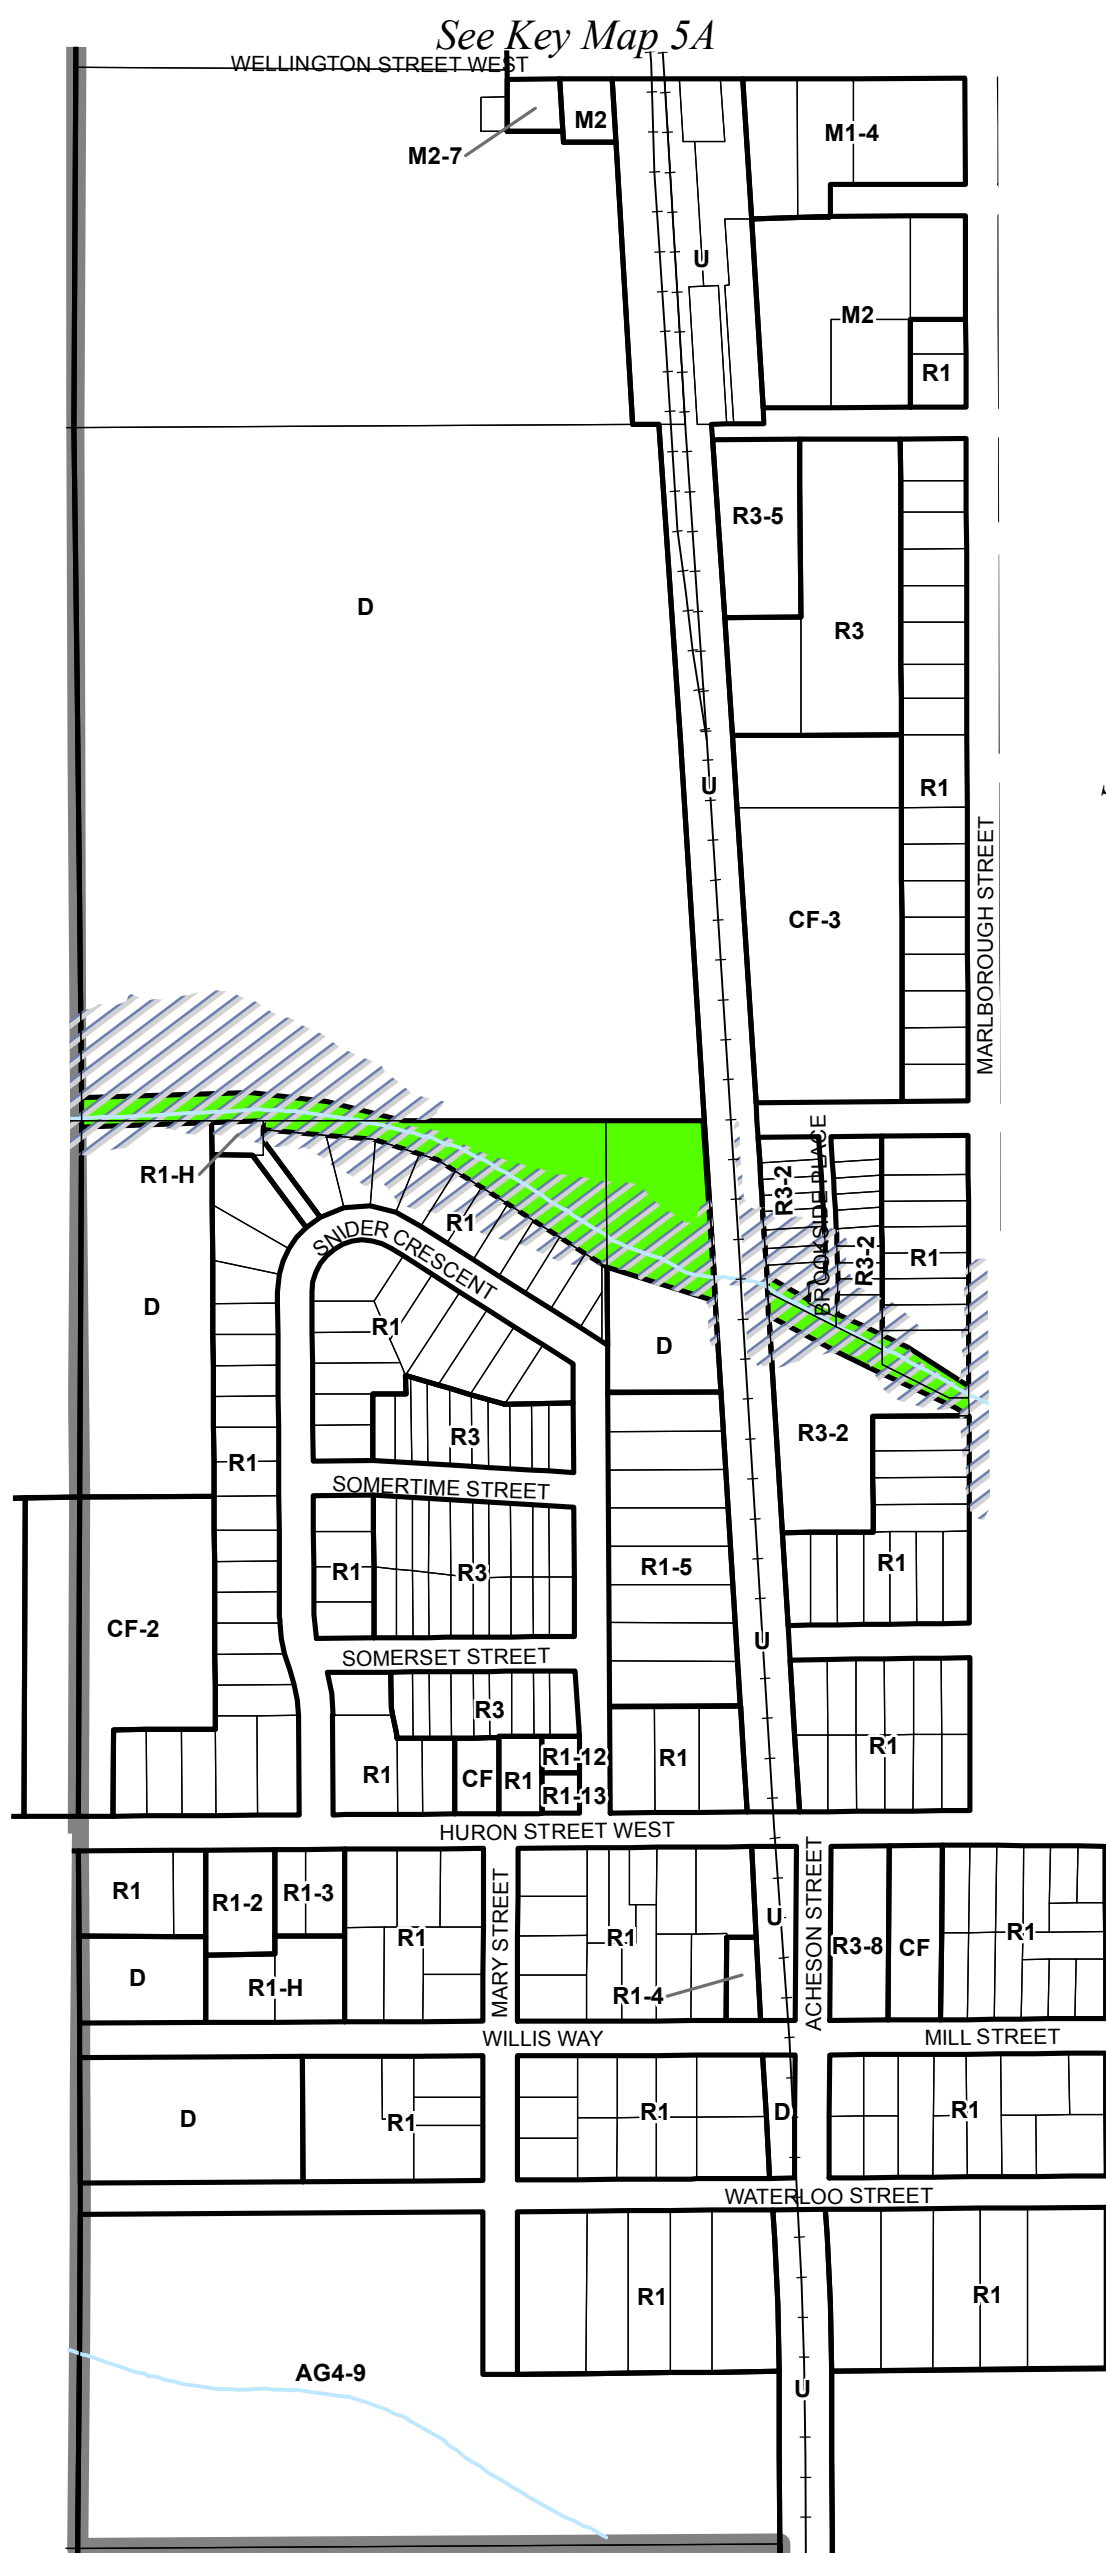 See Key Map 5A
WELLINGTON STREET WEST
M2
M2-7
M1-4
U
M2
R1
R3-5
D
R3
U
R1
CF-3
MARLBOROUGH STREET
R1-H
R3-2
BROOKSIDE PLACE
R1
SNIDER CRESCENT
R3-2
R1
D
R1
D
R3-2
R3
R1
SOMERTIME STREET
R1
R3
R1-5
R1
CF-2
U
SOMERSET STREET
R3
R1
R1-12
R1
R1
CF
R1
R1-13
HURON STREET WEST
R1
R1-2
R1-3
MARY STREET
U
ACHESON STREET
R1
R1
R3-8
CF
R1
D
R1-H
R1-4
WILLIS WAY
MILL STREET
D
R1
R1
D
R1
WATERLOO STREET
R1
R1
AG4-9
U